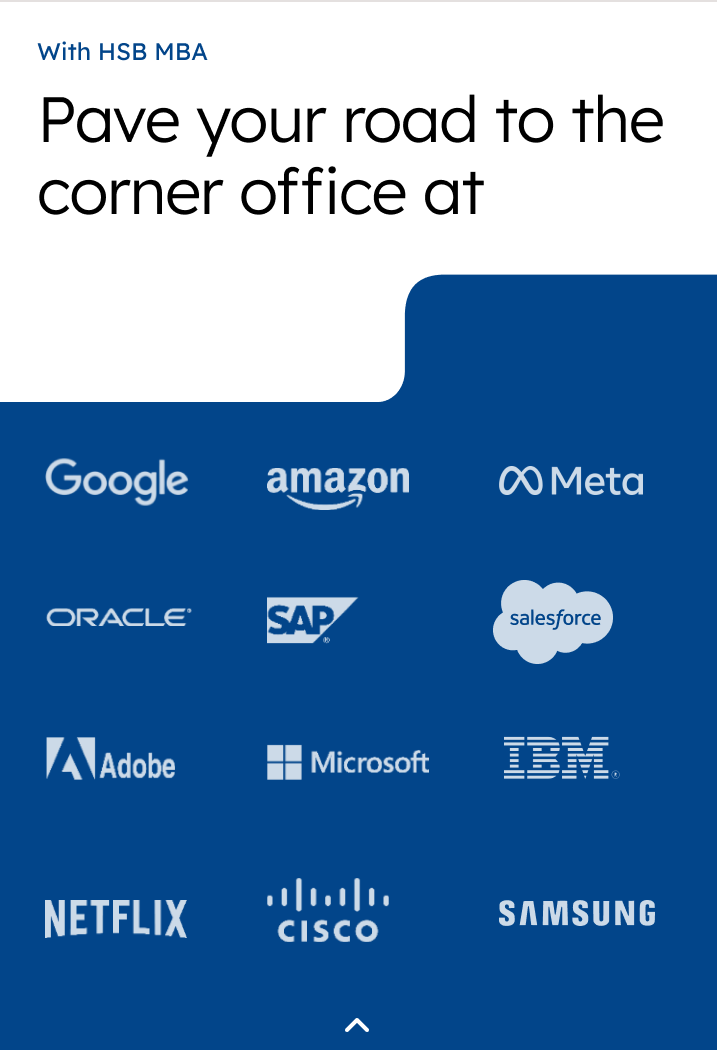 With HSB MBA
Pave your road to the
corner office at
Google
amazon
Meta
ORACLE®
SAP®
salesforce
Adobe
Microsoft
IBM®
NETFLIX
CISCO
SAMSUNG